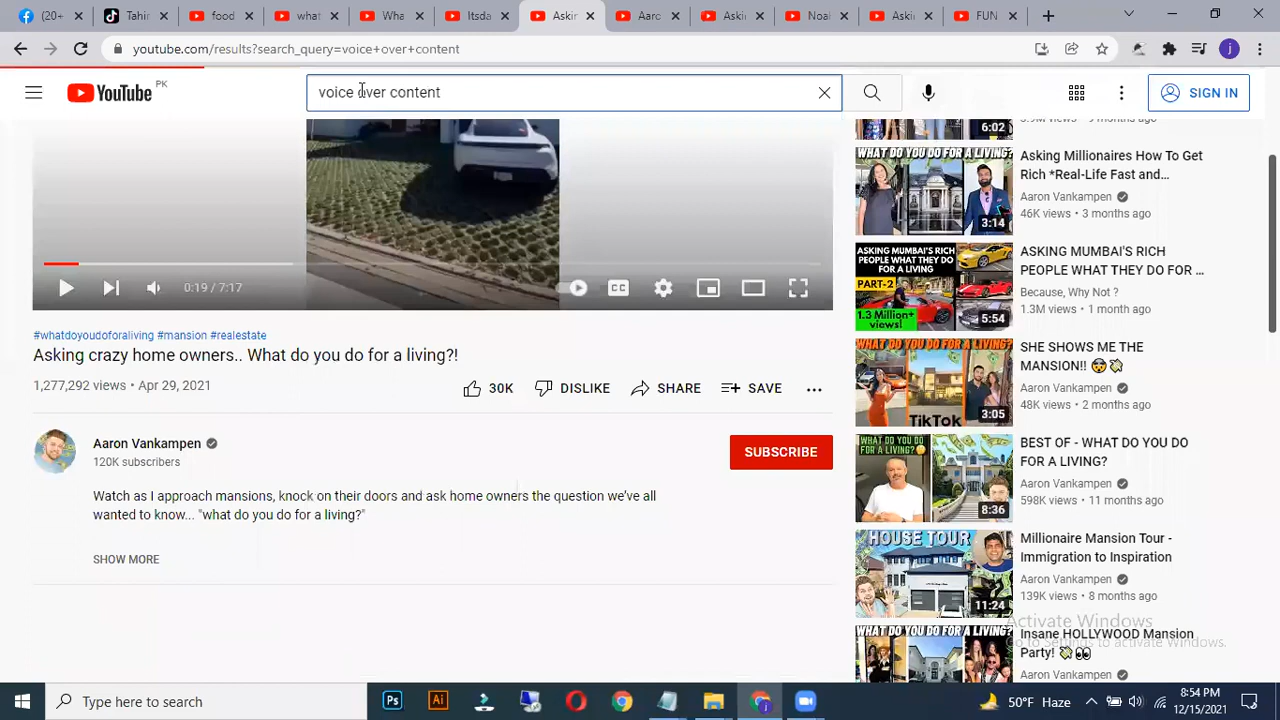 (20+
Tahir
food
what
Wha
Itsda
Askin
Aaro
Askin
Noah
Askin
FUN
youtube.com/results?search_query=voice+over+content
j
YouTube PK
voice over content
SIGN IN
6:02
9 months ago
WHAT DO YOU DO FOR A LIVING?
3:14
Asking Millionaires How To Get
Rich *Real-Life Fast and...
Aaron Vankampen
46K views • 3 months ago
ASKING MUMBAI'S RICH
PEOPLE WHAT THEY DO
FOR A LIVING
PART-2
1.3 Million+
views!
5:54
ASKING MUMBAI'S RICH
PEOPLE WHAT THEY DO FOR ...
Because, Why Not ?
1.3M views • 1 month ago
0:19 / 7:17
CC
#whatdoyoudoforaliving #mansion #realestate
Asking crazy home owners.. What do you do for a living?!
1,277,292 views • Apr 29, 2021
30K
DISLIKE
SHARE
SAVE
...
WHAT DO YOU DO FOR A LIVING?
TikTok
3:05
SHE SHOWS ME THE
MANSION!! 🤯💸
Aaron Vankampen
48K views • 2 months ago
Aaron Vankampen
120K subscribers
SUBSCRIBE
Watch as I approach mansions, knock on their doors and ask home owners the question we've all
wanted to know... "what do you do for a living?"
SHOW MORE
WHAT DO YOU DO
FOR A LIVING?
8:36
BEST OF - WHAT DO YOU DO
FOR A LIVING?
Aaron Vankampen
598K views • 11 months ago
HOUSE TOUR
11:24
Millionaire Mansion Tour -
Immigration to Inspiration
Aaron Vankampen
139K views • 8 months ago
Activate Windows
Go to Settings to activate Windows.
WHAT DO YOU DO FOR A LIVING?
Insane HOLLYWOOD Mansion
Party! 💸👀
Aaron Vankampen
Type here to search
Ps
Ai
50°F Haze
8:54 PM
12/15/2021